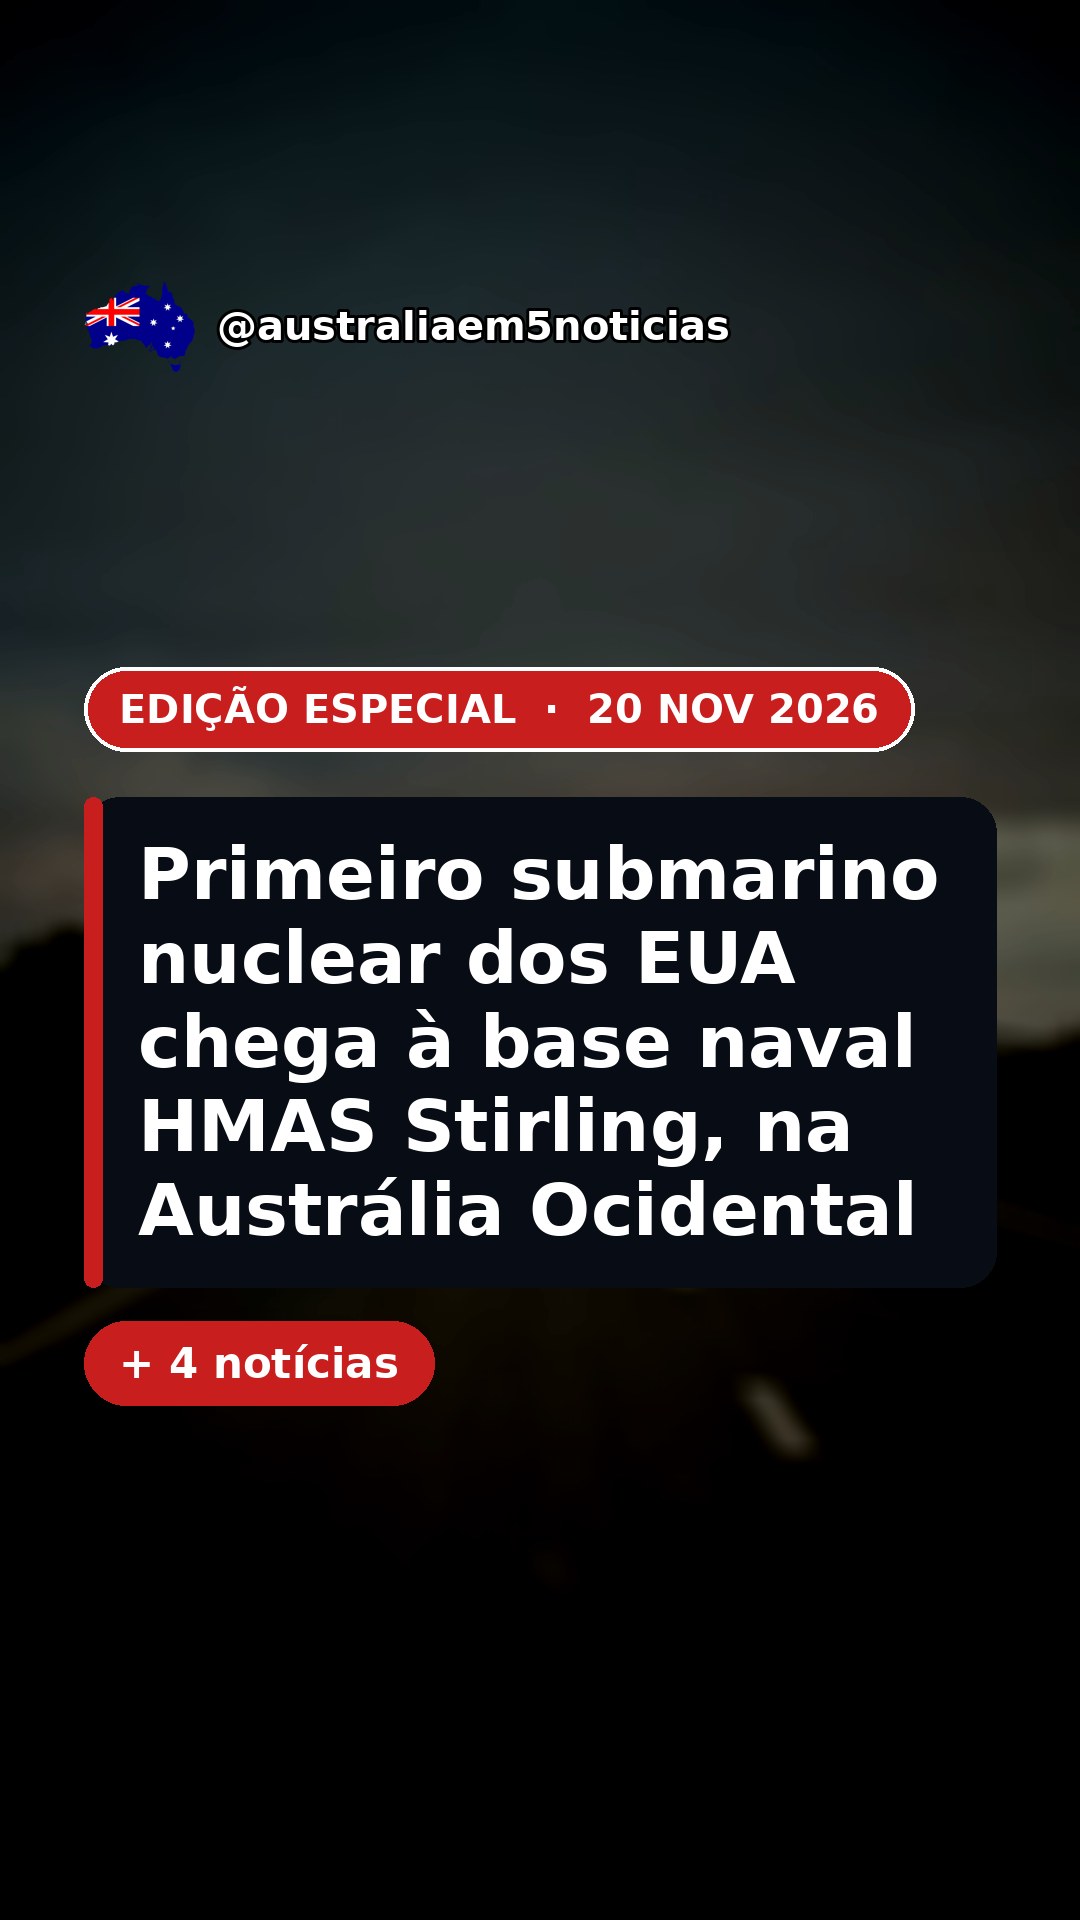 @australiaem5noticias
EDIÇÃO ESPECIAL · 20 NOV 2026
Primeiro submarino
nuclear dos EUA
chega à base naval
HMAS Stirling, na
Austrália Ocidental
+ 4 notícias